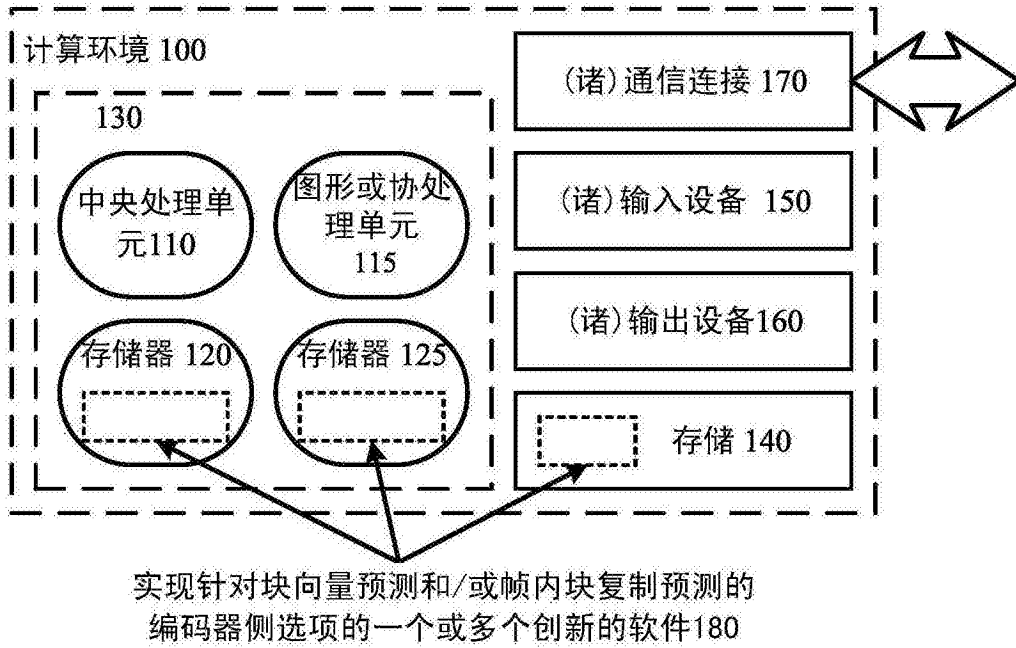 计算环境 100
130
中央处理单
元110
图形或协处
理单元
115
存储器 120
存储器 125
(诸)通信连接 170
(诸)输入设备 150
(诸)输出设备160
存储 140
实现针对块向量预测和/或帧内块复制预测的
编码器侧选项的一个或多个创新的软件180